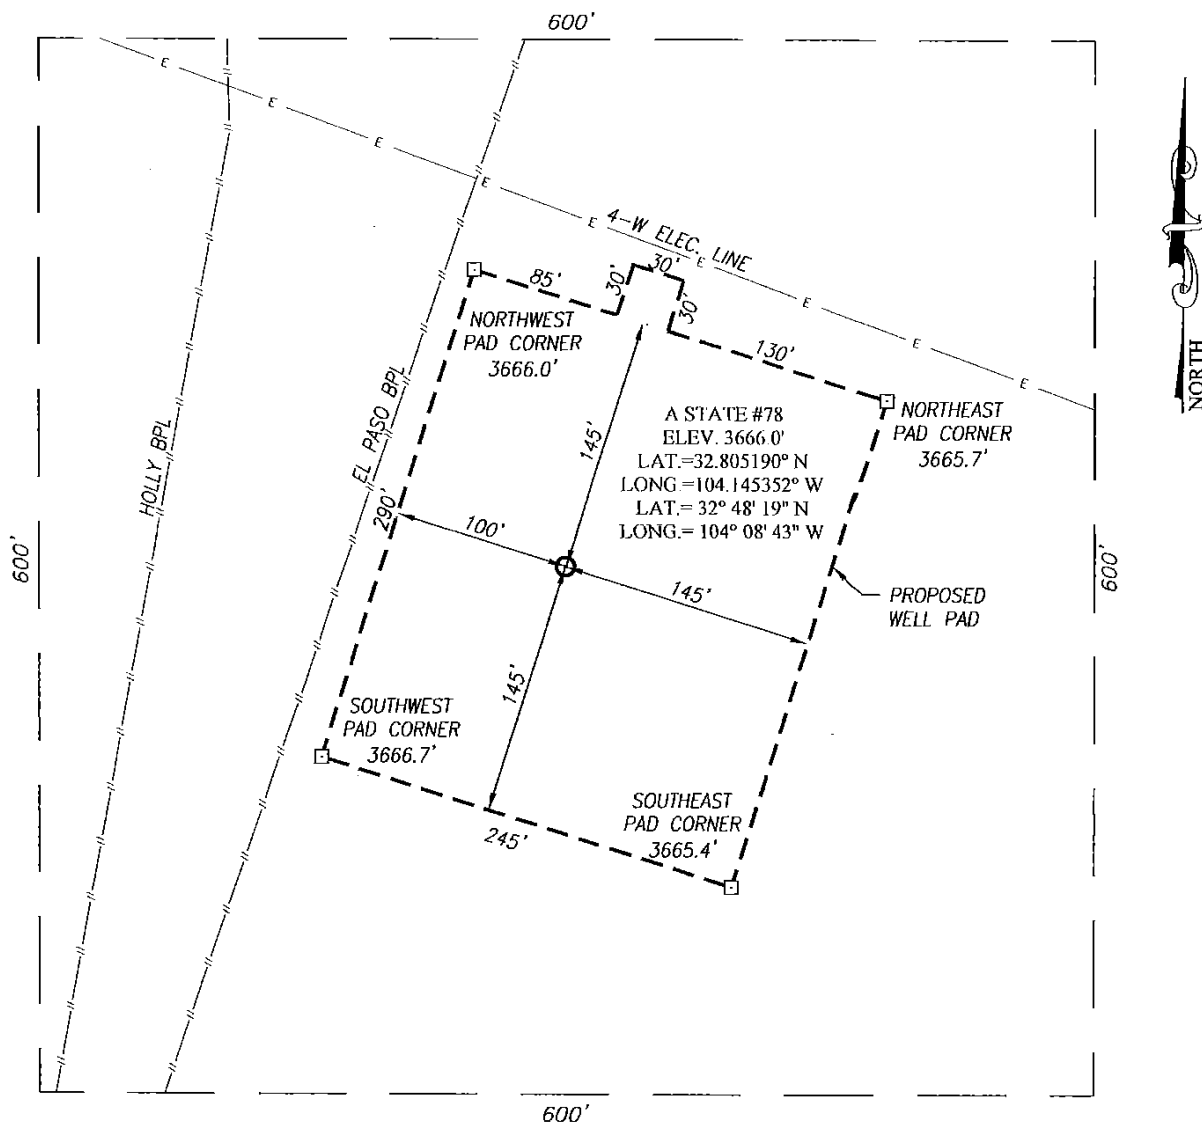 600'
4-W ELEC. LINE
E
E
E
E
E
E
E
E
E
85'
30'
30'
30'
130'
NORTHWEST
PAD CORNER
3666.0'
NORTHEAST
PAD CORNER
3665.7'
NORTH
A STATE #78
ELEV. 3666.0'
LAT.=32.805190° N
LONG.=104.145352° W
LAT.= 32° 48' 19" N
LONG.= 104° 08' 43" W
HOLLY BPL
EL PASO BPL
290'
145'
100'
145'
145'
600'
600'
PROPOSED
WELL PAD
SOUTHWEST
PAD CORNER
3666.7'
SOUTHEAST
PAD CORNER
3665.4'
245'
600'